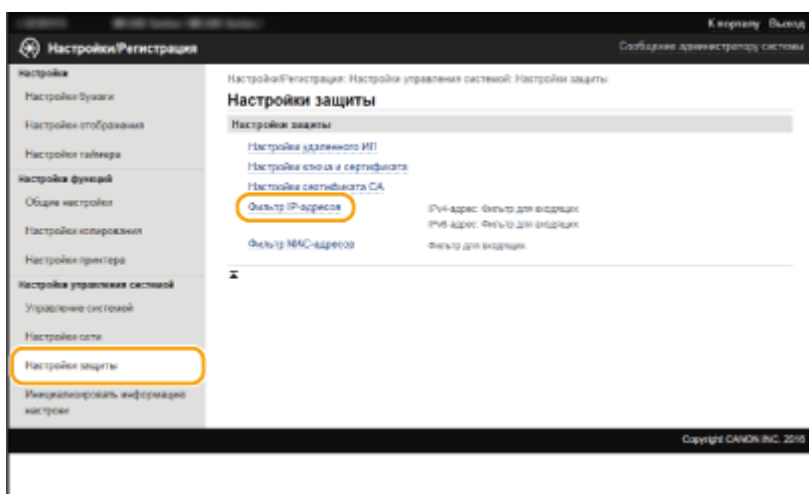 К порталу Выход
Настройки/Регистрация
Сообщение администратору системы
Настройки
Настройки бумаги
Настройки отображения
Настройки таймера
Настройки функций
Общие настройки
Настройки копирования
Настройки принтера
Настройки управления системой
Управление системой
Настройки сети
Настройки защиты
Инициализировать информацию
настроек
Настройки/Регистрация: Настройки управления системой: Настройки защиты
Настройки защиты
Настройки защиты
Настройки удаленного ИП
Настройки ключа и сертификата
Настройки сертификата CA
Фильтр IP-адресов
IPv4-адрес: Фильтр для входящих
IPv6-адрес: Фильтр для входящих
Фильтр MAC-адресов
Фильтр для входящих
Copyright CANON INC. 2016